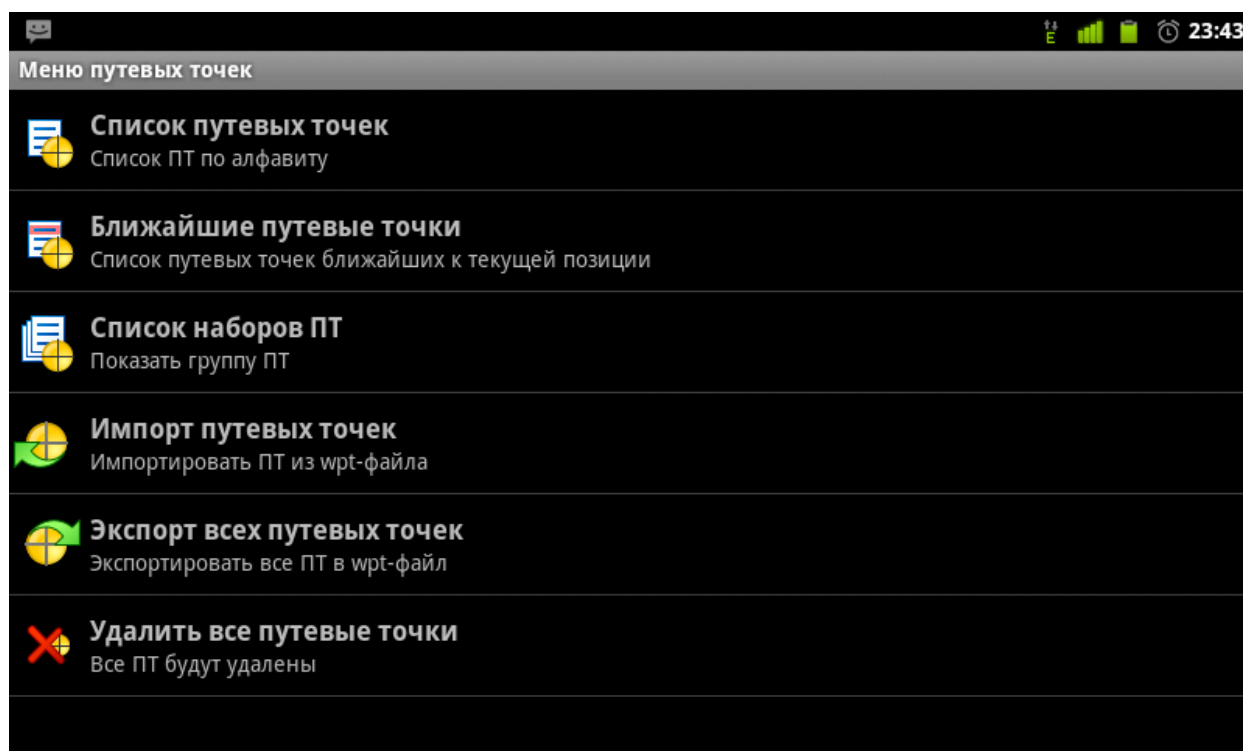 E 23:43
Меню путевых точек
Список путевых точек
Список ПТ по алфавиту
Ближайшие путевые точки
Список путевых точек ближайших к текущей позиции
Список наборов ПТ
Показать группу ПТ
Импорт путевых точек
Импортировать ПТ из wpt-файла
Экспорт всех путевых точек
Экспортировать все ПТ в wpt-файл
Удалить все путевые точки
Все ПТ будут удалены